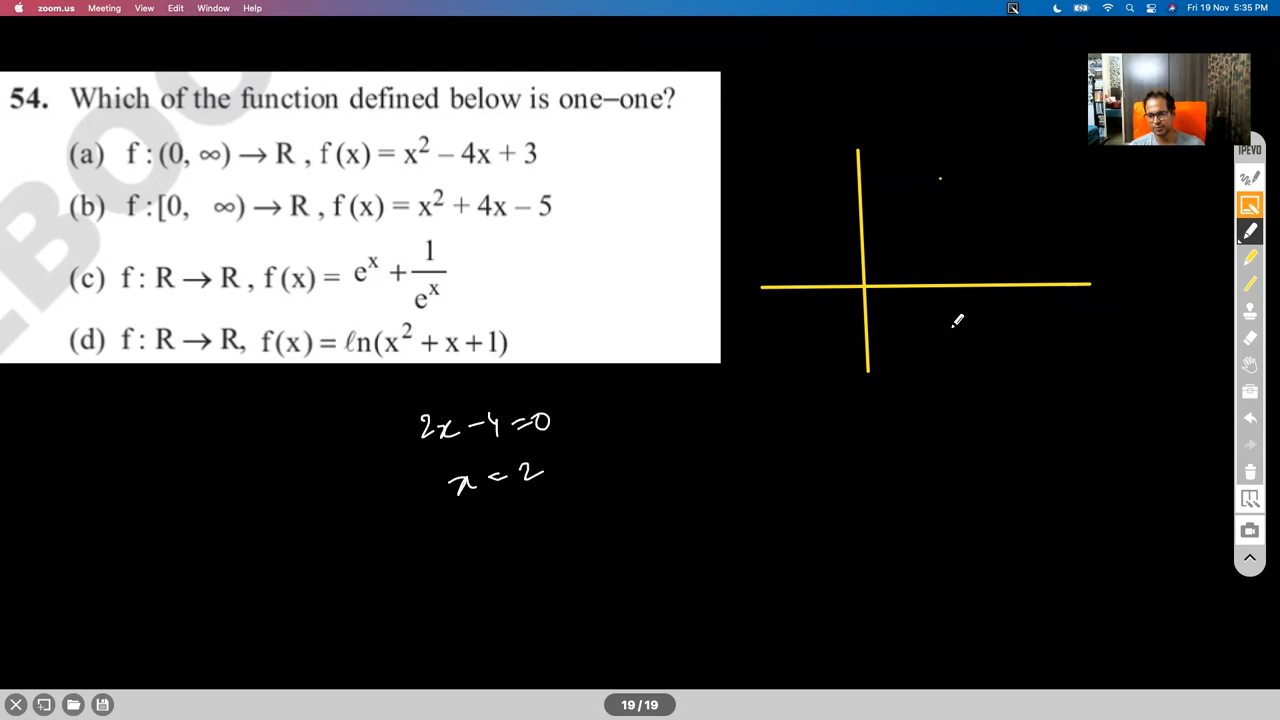 zoom.us Meeting View Edit Window Help Fri 19 Nov 5:35 PM
54. Which of the function defined below is one–one?
(a) f : (0, ∞) → R , f (x) = x² – 4x + 3
(b) f :[0, ∞) → R , f (x) = x² + 4x – 5
(c) f : R → R , f (x) = eˣ + 1/eˣ
(d) f : R → R, f(x) = ℓn(x² + x + 1)
2x – 4 = 0
x = 2
IPEVO
19 / 19